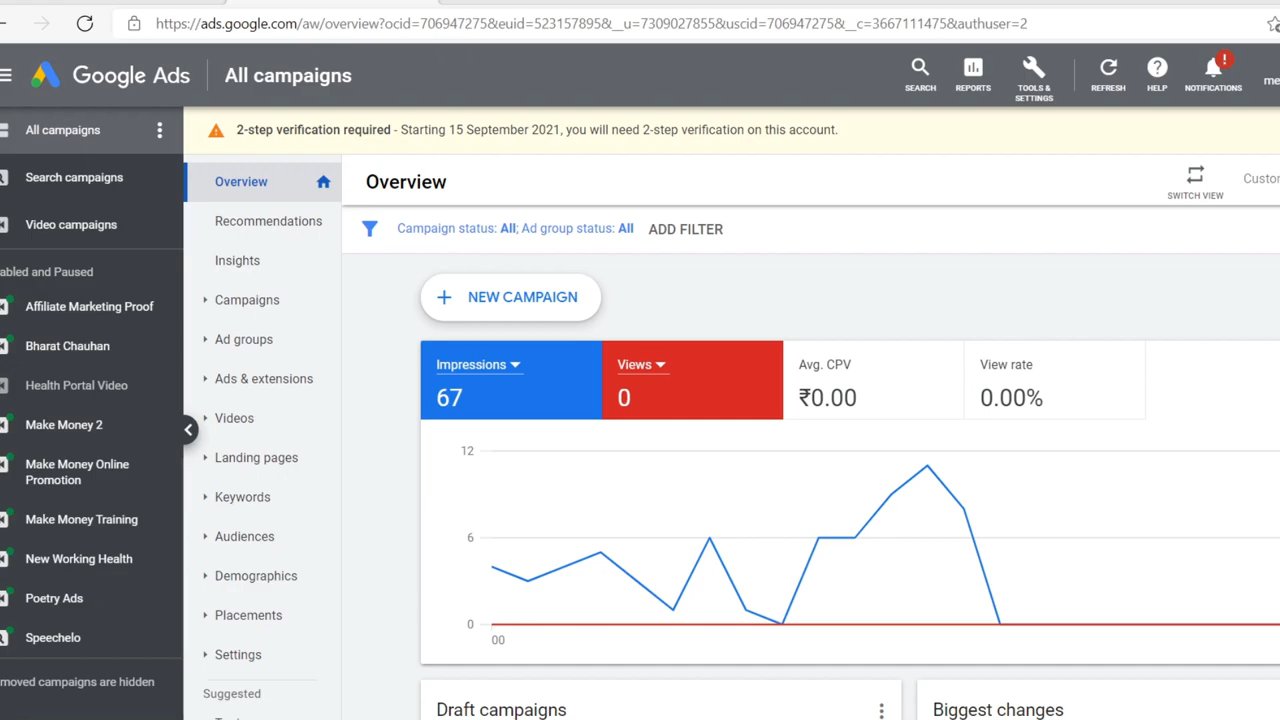 https://ads.google.com/aw/overview?ocid=706947275&euid=523157895&__u=7309027855&uscid=706947275&__c=3667111475&authuser=2
Google Ads
All campaigns
SEARCH
REPORTS
TOOLS &
SETTINGS
REFRESH
HELP
!
NOTIFICATIONS
me
All campaigns
Search campaigns
Video campaigns
abled and Paused
Affiliate Marketing Proof
Bharat Chauhan
Health Portal Video
Make Money 2
Make Money Online
Promotion
Make Money Training
New Working Health
Poetry Ads
Speechelo
moved campaigns are hidden
2-step verification required - Starting 15 September 2021, you will need 2-step verification on this account.
Overview
Recommendations
Insights
Campaigns
Ad groups
Ads & extensions
Videos
Landing pages
Keywords
Audiences
Demographics
Placements
Settings
Suggested
Overview
SWITCH VIEW
Custo
Campaign status: All; Ad group status: All
ADD FILTER
+ NEW CAMPAIGN
Impressions
67
Views
0
Avg. CPV
₹0.00
View rate
0.00%
12
6
0
00
Draft campaigns
Biggest changes